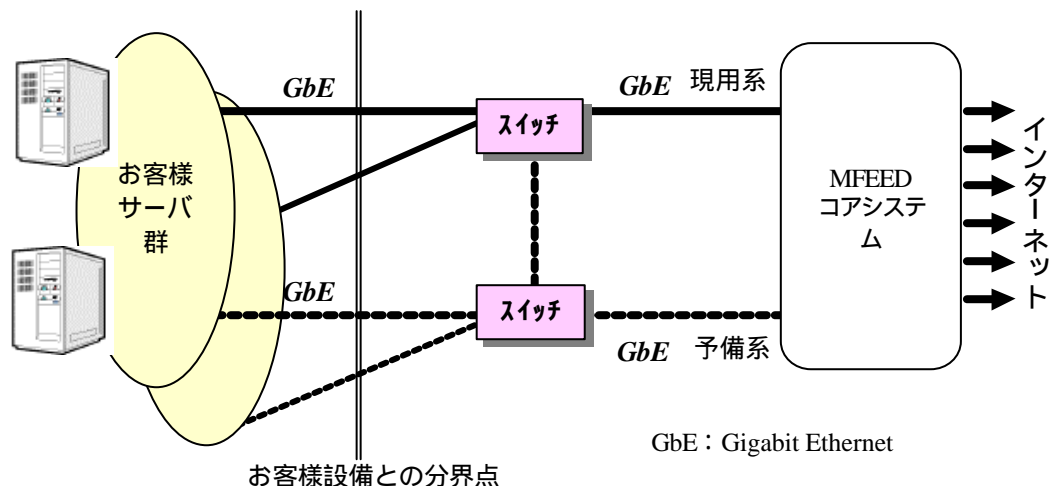 GbE
GbE 現用系
スイッチ
お客様
サーバ
群
MFEED
コアシステ
ム
インターネット
GbE
スイッチ
GbE 予備系
GbE：Gigabit Ethernet
お客様設備との分界点